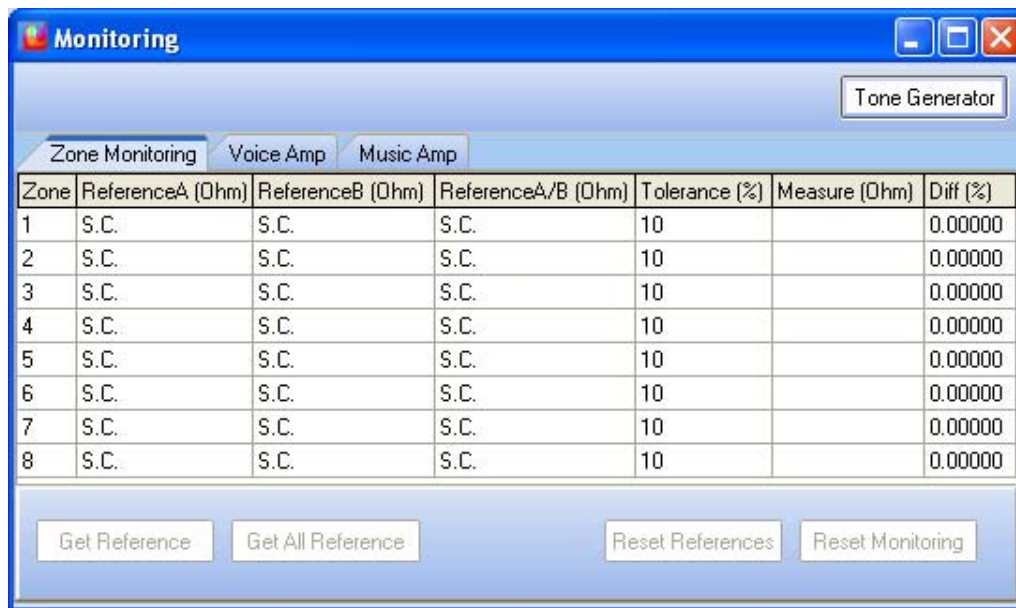 Monitoring
Tone Generator
Zone Monitoring Voice Amp Music Amp
Zone ReferenceA (Ohm) ReferenceB (Ohm) ReferenceA/B (Ohm) Tolerance (%) Measure (Ohm) Diff (%)
1 S.C. S.C. S.C. 10 0.00000
2 S.C. S.C. S.C. 10 0.00000
3 S.C. S.C. S.C. 10 0.00000
4 S.C. S.C. S.C. 10 0.00000
5 S.C. S.C. S.C. 10 0.00000
6 S.C. S.C. S.C. 10 0.00000
7 S.C. S.C. S.C. 10 0.00000
8 S.C. S.C. S.C. 10 0.00000
Get Reference Get All Reference Reset References Reset Monitoring